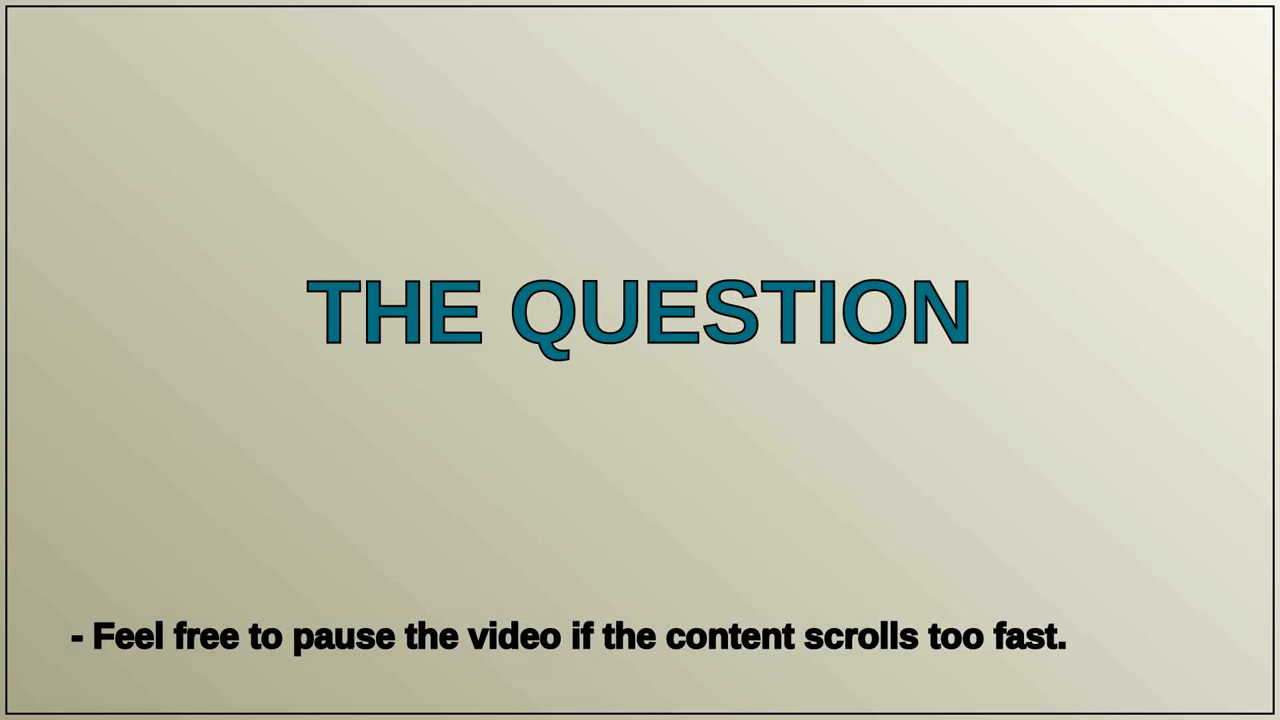 THE QUESTION
- Feel free to pause the video if the content scrolls too fast.